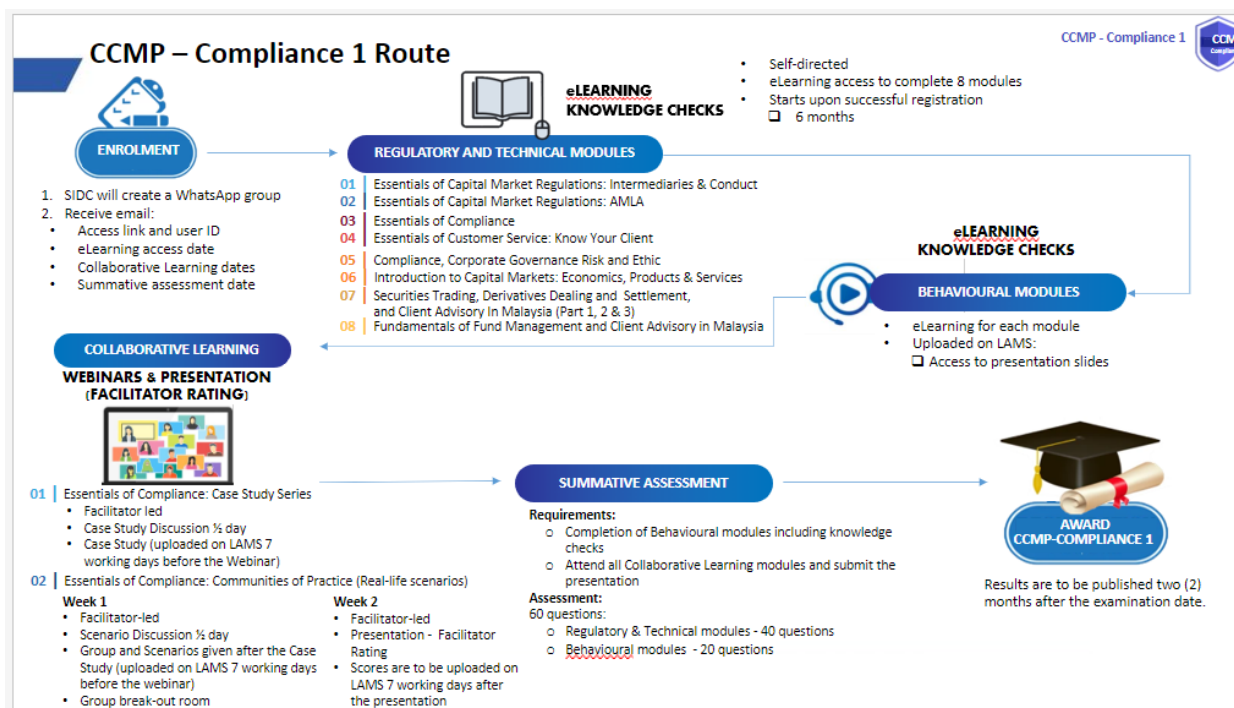 CCMP – Compliance 1 Route
CCMP - Compliance 1
ENROLMENT
1. SIDC will create a WhatsApp group
2. Receive email:
• Access link and user ID
• eLearning access date
• Collaborative Learning dates
• Summative assessment date
eLEARNING
KNOWLEDGE CHECKS
• Self-directed
• eLearning access to complete 8 modules
• Starts upon successful registration
❑ 6 months
REGULATORY AND TECHNICAL MODULES
01 Essentials of Capital Market Regulations: Intermediaries & Conduct
02 Essentials of Capital Market Regulations: AMLA
03 Essentials of Compliance
04 Essentials of Customer Service: Know Your Client
05 Compliance, Corporate Governance Risk and Ethic
06 Introduction to Capital Markets: Economics, Products & Services
07 Securities Trading, Derivatives Dealing and Settlement,
and Client Advisory In Malaysia (Part 1, 2 & 3)
08 Fundamentals of Fund Management and Client Advisory in Malaysia
eLEARNING
KNOWLEDGE CHECKS
BEHAVIOURAL MODULES
• eLearning for each module
• Uploaded on LAMS:
❑ Access to presentation slides
COLLABORATIVE LEARNING
WEBINARS & PRESENTATION
(FACILITATOR RATING)
01 Essentials of Compliance: Case Study Series
• Facilitator led
• Case Study Discussion ½ day
• Case Study (uploaded on LAMS 7
working days before the Webinar)
02 Essentials of Compliance: Communities of Practice (Real-life scenarios)
Week 1
• Facilitator-led
• Scenario Discussion ½ day
• Group and Scenarios given after the Case
Study (uploaded on LAMS 7 working days
before the webinar)
• Group break-out room
Week 2
• Facilitator-led
• Presentation - Facilitator
Rating
• Scores are to be uploaded on
LAMS 7 working days after
the presentation
SUMMATIVE ASSESSMENT
Requirements:
o Completion of Behavioural modules including knowledge
checks
o Attend all Collaborative Learning modules and submit the
presentation
Assessment:
60 questions:
o Regulatory & Technical modules - 40 questions
o Behavioural modules - 20 questions
AWARD
CCMP-COMPLIANCE 1
Results are to be published two (2)
months after the examination date.